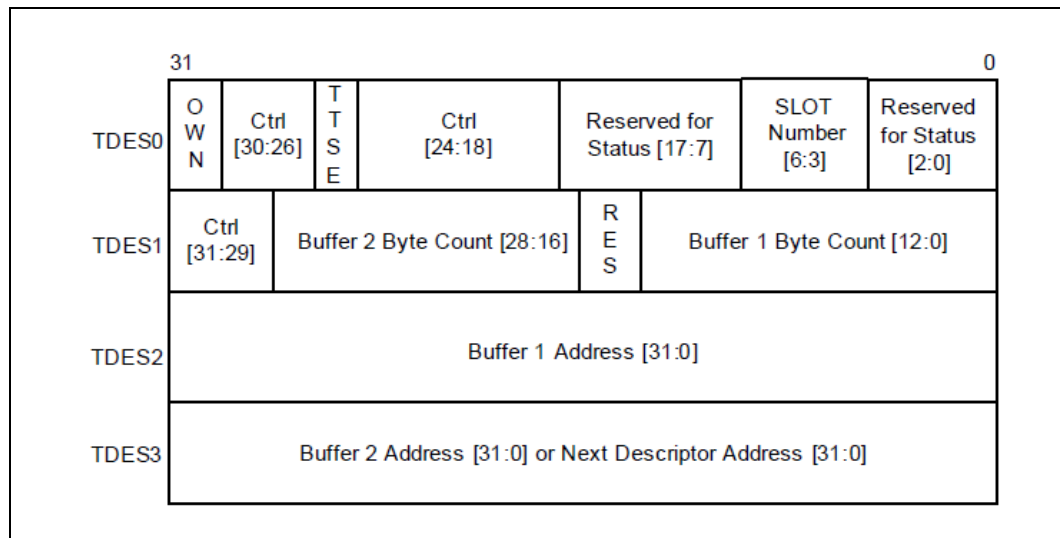 31 0
TDES0
O
W
N
Ctrl
[30:26]
T
T
S
E
Ctrl
[24:18]
Reserved for
Status [17:7]
SLOT
Number
[6:3]
Reserved
for Status
[2:0]
TDES1
Ctrl
[31:29]
Buffer 2 Byte Count [28:16]
R
E
S
Buffer 1 Byte Count [12:0]
TDES2
Buffer 1 Address [31:0]
TDES3
Buffer 2 Address [31:0] or Next Descriptor Address [31:0]